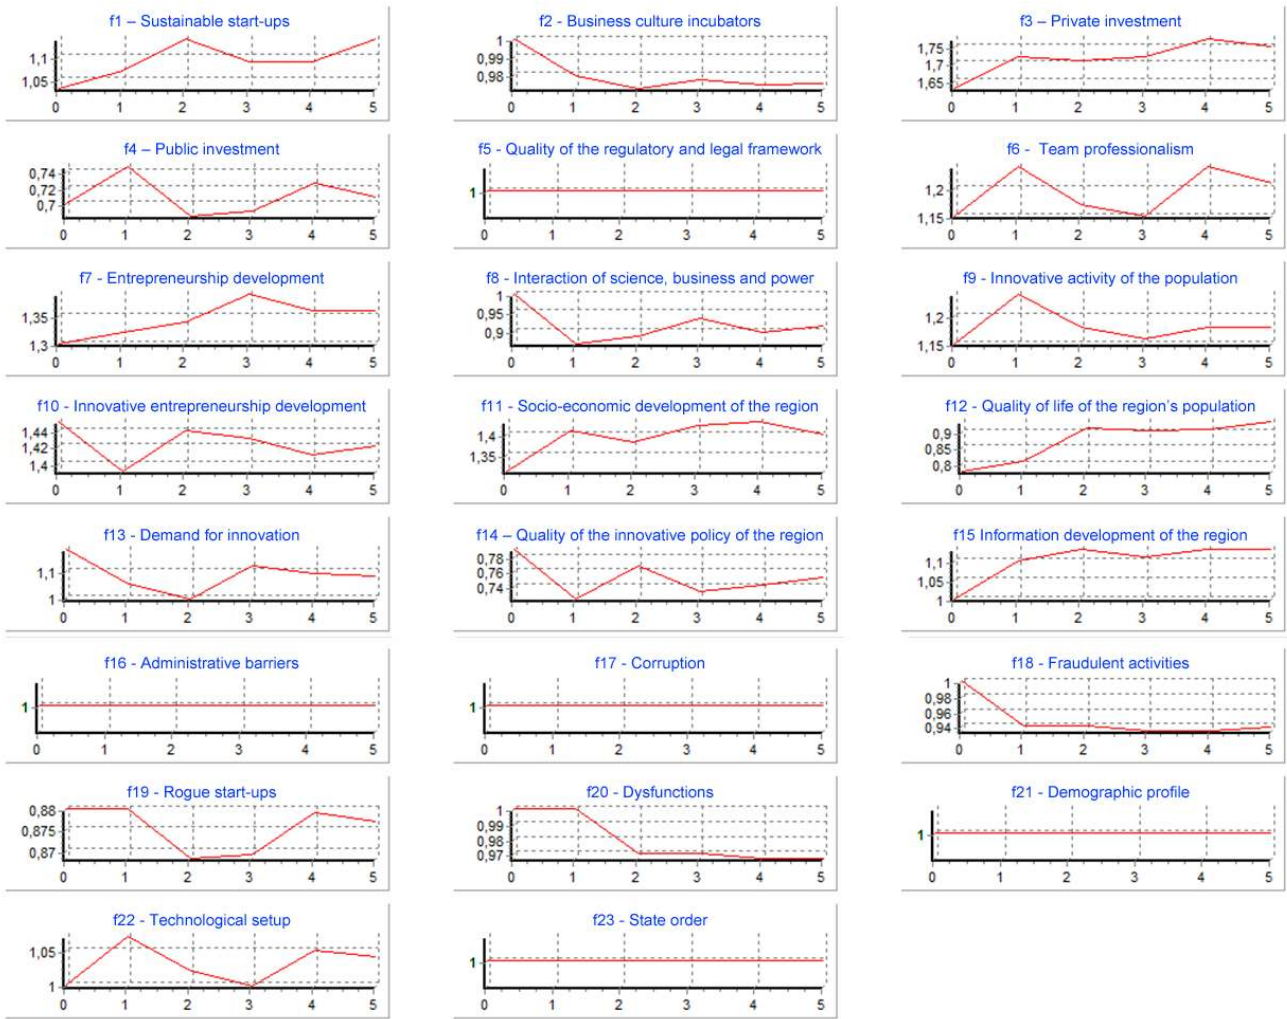 f1 – Sustainable start-ups
1,1
1,05
0 1 2 3 4 5
f2 - Business culture incubators
1
0,99
0,98
0 1 2 3 4 5
f3 – Private investment
1,75
1,7
1,65
0 1 2 3 4 5
f4 – Public investment
0,74
0,72
0,7
0 1 2 3 4 5
f5 - Quality of the regulatory and legal framework
1
0 1 2 3 4 5
f6 - Team professionalism
1,2
1,15
0 1 2 3 4 5
f7 - Entrepreneurship development
1,35
1,3
0 1 2 3 4 5
f8 - Interaction of science, business and power
1
0,95
0,9
0 1 2 3 4 5
f9 - Innovative activity of the population
1,2
1,15
0 1 2 3 4 5
f10 - Innovative entrepreneurship development
1,44
1,42
1,4
0 1 2 3 4 5
f11 - Socio-economic development of the region
1,4
1,35
0 1 2 3 4 5
f12 - Quality of life of the region's population
0,9
0,85
0,8
0 1 2 3 4 5
f13 - Demand for innovation
1,1
1
0 1 2 3 4 5
f14 – Quality of the innovative policy of the region
0,78
0,76
0,74
0 1 2 3 4 5
f15 Information development of the region
1,1
1,05
1
0 1 2 3 4 5
f16 - Administrative barriers
1
0 1 2 3 4 5
f17 - Corruption
1
0 1 2 3 4 5
f18 - Fraudulent activities
1
0,98
0,96
0,94
0 1 2 3 4 5
f19 - Rogue start-ups
0,88
0,875
0,87
0 1 2 3 4 5
f20 - Dysfunctions
1
0,99
0,98
0,97
0 1 2 3 4 5
f21 - Demographic profile
1
0 1 2 3 4 5
f22 - Technological setup
1,05
1
0 1 2 3 4 5
f23 - State order
1
0 1 2 3 4 5